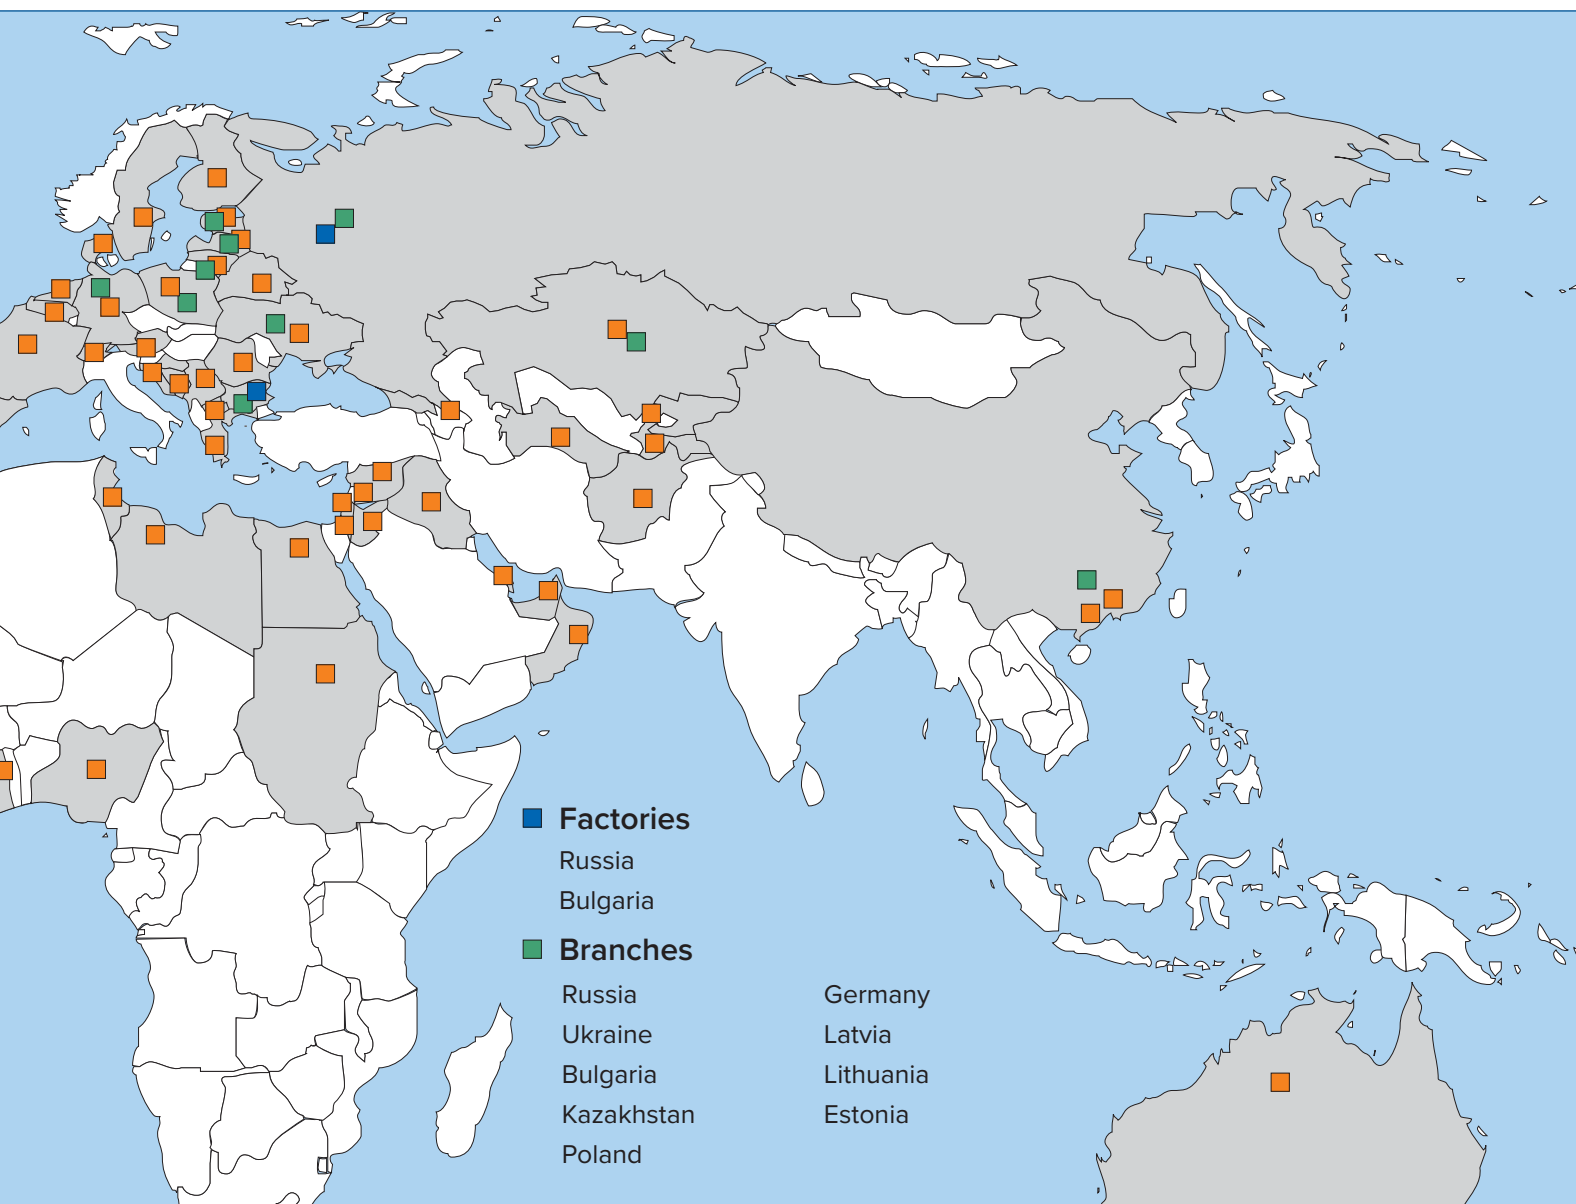 Factories
Russia
Bulgaria
Branches
Russia
Ukraine
Bulgaria
Kazakhstan
Poland
Germany
Latvia
Lithuania
Estonia